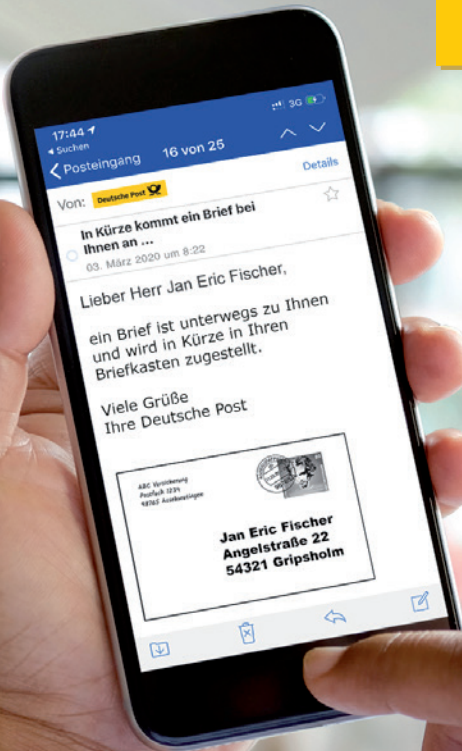 17:44
3G
Suchen
Posteingang
16 von 25
Von: Deutsche Post
Details
In Kürze kommt ein Brief bei
Ihnen an ...
03. März 2020 um 8:22
Lieber Herr Jan Eric Fischer,
ein Brief ist unterwegs zu Ihnen
und wird in Kürze in Ihren
Briefkasten zugestellt.
Viele Grüße
Ihre Deutsche Post
ABC Versicherung
Postfach 1234
Jan Eric Fischer
Angelstraße 22
54321 Gripsholm